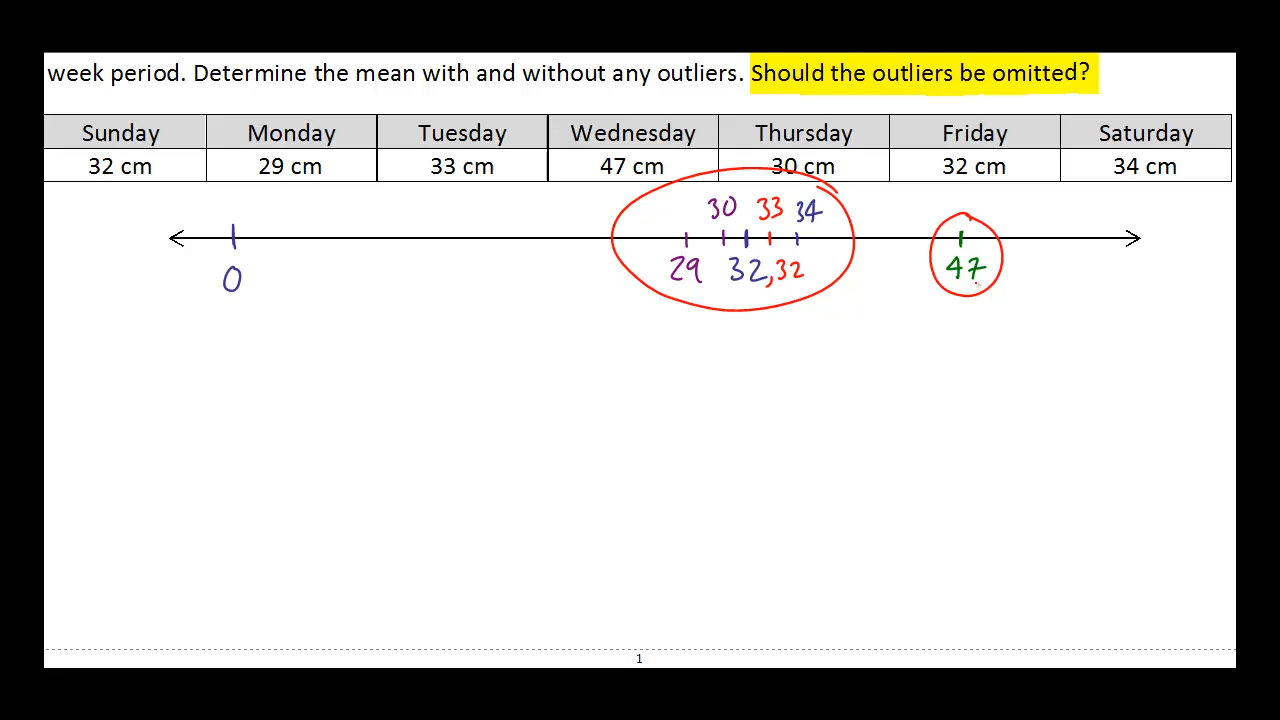 week period. Determine the mean with and without any outliers. Should the outliers be omitted?
Sunday Monday Tuesday Wednesday Thursday Friday Saturday
32 cm 29 cm 33 cm 47 cm 30 cm 32 cm 34 cm
30 33 34
0 29 32,32 47
1